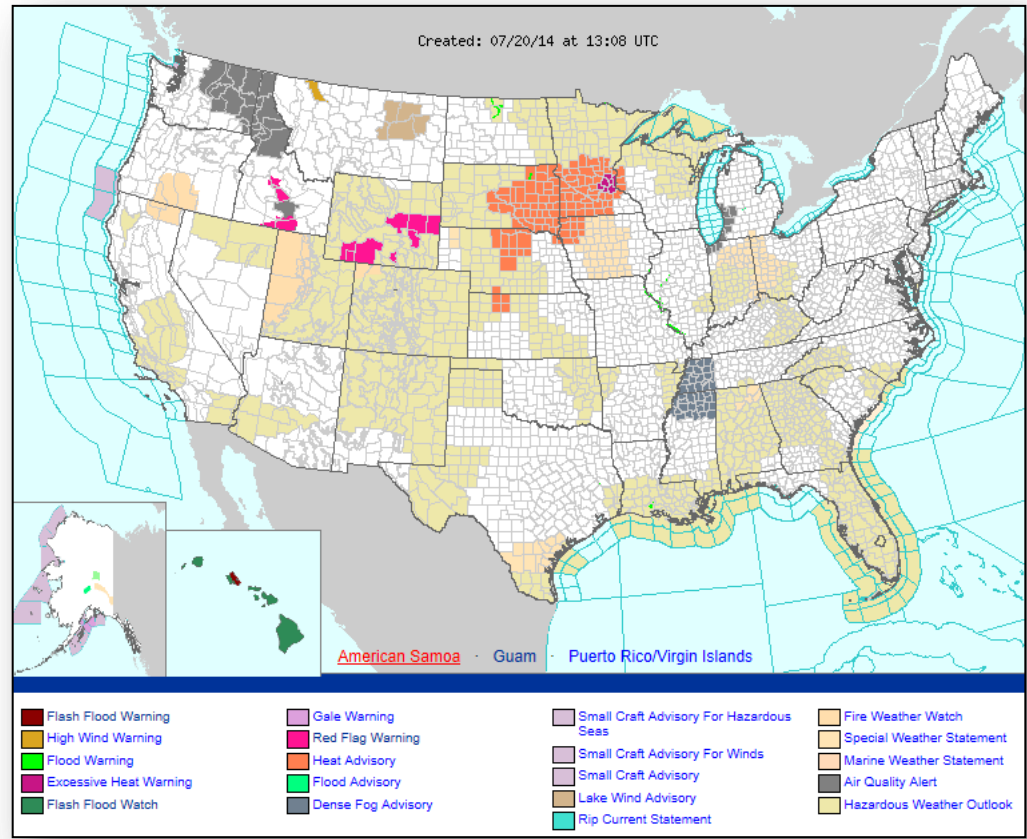 Created: 07/20/14 at 13:08 UTC
American Samoa · Guam · Puerto Rico/Virgin Islands
Flash Flood Warning
High Wind Warning
Flood Warning
Excessive Heat Warning
Flash Flood Watch
Gale Warning
Red Flag Warning
Heat Advisory
Flood Advisory
Dense Fog Advisory
Small Craft Advisory For Hazardous
Seas
Small Craft Advisory For Winds
Small Craft Advisory
Lake Wind Advisory
Rip Current Statement
Fire Weather Watch
Special Weather Statement
Marine Weather Statement
Air Quality Alert
Hazardous Weather Outlook